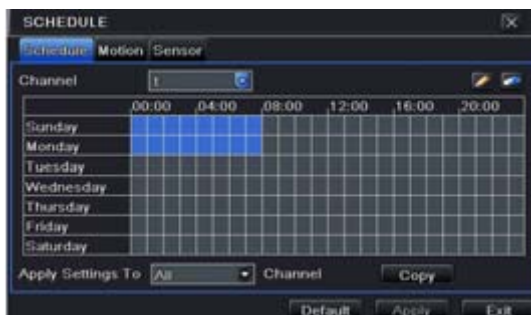 SCHEDULE
Schedule Motion Sensor
Channel 1
00:00 04:00 08:00 12:00 16:00 20:00
Sunday
Monday
Tuesday
Wednesday
Thursday
Friday
Saturday
Apply Settings To All Channel Copy
Default Apply Exit